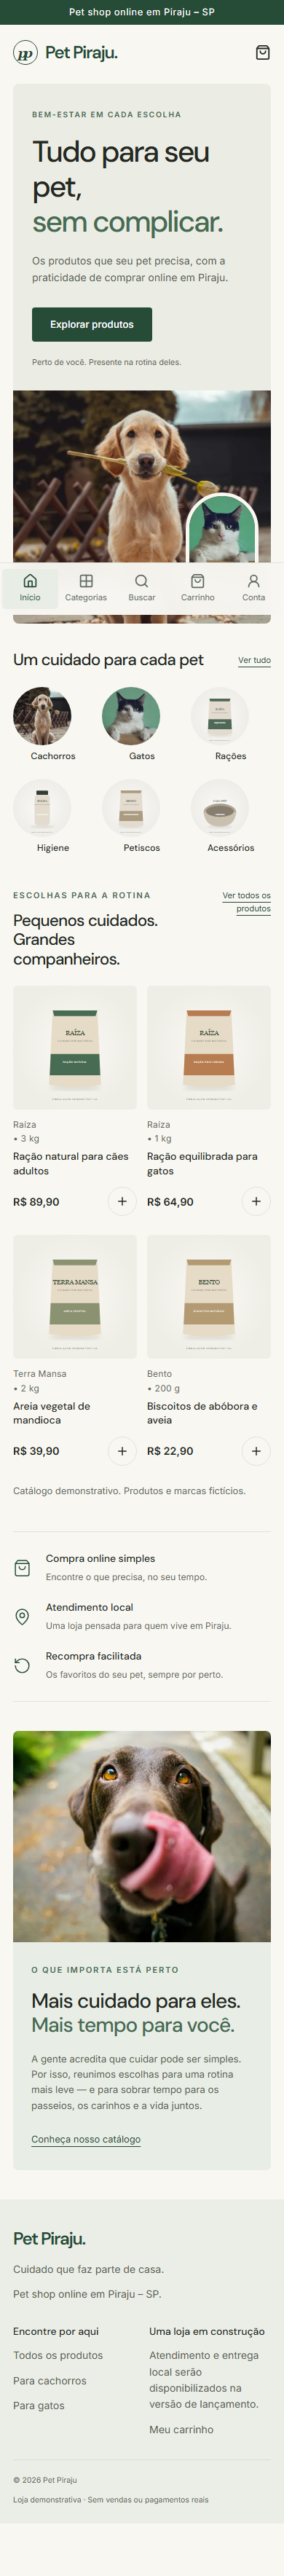 Pet shop online em Piraju – SP
pp Pet Piraju.
BEM-ESTAR EM CADA ESCOLHA
Tudo para seu
pet,
sem complicar.
Os produtos que seu pet precisa, com a
praticidade de comprar online em Piraju.
Explorar produtos
Perto de você. Presente na rotina deles.
Início Categorias Buscar Carrinho Conta
Um cuidado para cada pet Ver tudo
Cachorros Gatos Rações
Higiene Petiscos Acessórios
ESCOLHAS PARA A ROTINA
Ver todos os
produtos
Pequenos cuidados.
Grandes
companheiros.
RAÍZA
RAÍZA
Raíza
• 3 kg
Ração natural para cães
adultos
R$ 89,90
Raíza
• 1 kg
Ração equilibrada para
gatos
R$ 64,90
TERRA MANSA
BENTO
Terra Mansa
• 2 kg
Areia vegetal de
mandioca
R$ 39,90
Bento
• 200 g
Biscoitos de abóbora e
aveia
R$ 22,90
Catálogo demonstrativo. Produtos e marcas fictícios.
Compra online simples
Encontre o que precisa, no seu tempo.
Atendimento local
Uma loja pensada para quem vive em Piraju.
Recompra facilitada
Os favoritos do seu pet, sempre por perto.
O QUE IMPORTA ESTÁ PERTO
Mais cuidado para eles.
Mais tempo para você.
A gente acredita que cuidar pode ser simples.
Por isso, reunimos escolhas para uma rotina
mais leve — e para sobrar tempo para os
passeios, os carinhos e a vida juntos.
Conheça nosso catálogo
Pet Piraju.
Cuidado que faz parte de casa.
Pet shop online em Piraju – SP.
Encontre por aqui
Todos os produtos
Para cachorros
Para gatos
Uma loja em construção
Atendimento e entrega
local serão
disponibilizados na
versão de lançamento.
Meu carrinho
© 2026 Pet Piraju
Loja demonstrativa · Sem vendas ou pagamentos reais